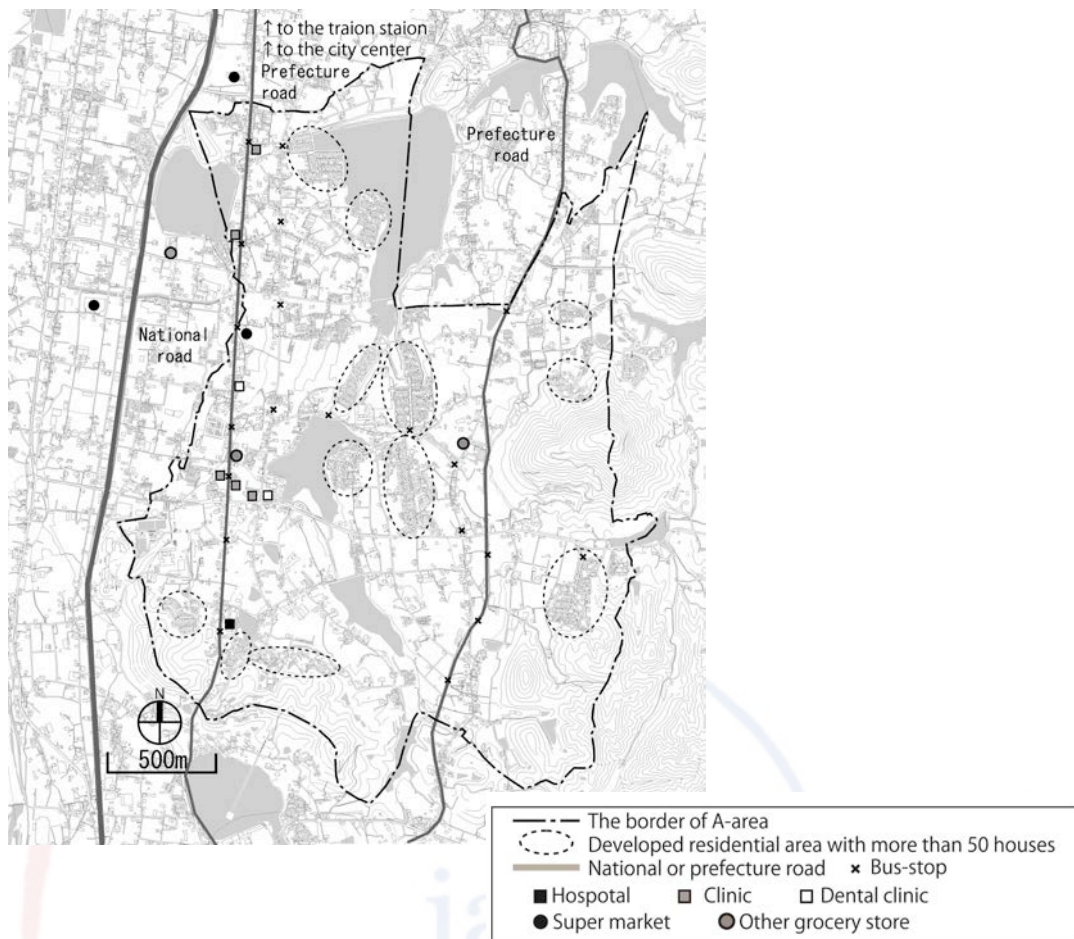 ↑ to the traion staion
↑ to the city center
Prefecture
road
Prefecture
road
National
road
N
500m
The border of A-area
Developed residential area with more than 50 houses
National or prefecture road × Bus-stop
Hospotal Clinic Dental clinic
Super market Other grocery store